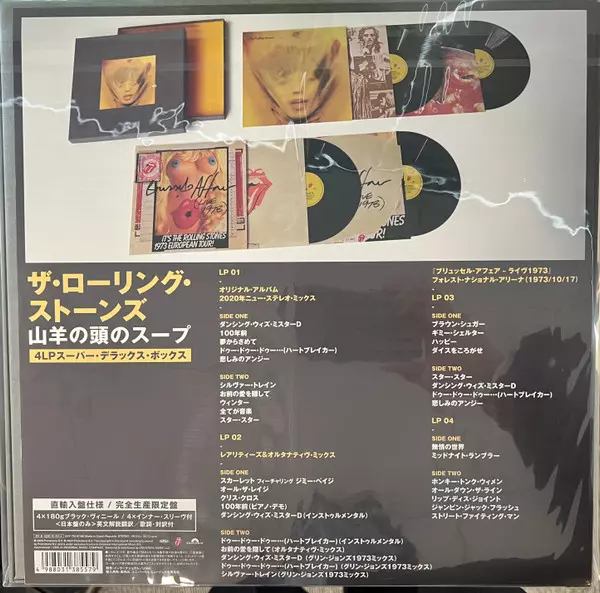 Brussels Affair
(LIVE 1973)
IT'S THE ROLLING STONES
1973 EUROPEAN TOUR!
ザ・ローリング・
ストーンズ
山羊の頭のスープ
4LPスーパー・デラックス・ボックス
直輸入盤仕様 / 完全生産限定盤
4×180gブラック・ヴィニール / 4×インナー・スリーヴ付
<日本盤のみ>英文解説翻訳/歌詞・対訳付
4 988031 385579
LP 01
-
オリジナル・アルバム
2020年ニュー・ステレオ・ミックス
-
SIDE ONE
ダンシング・ウィズ・ミスターD
100年前
夢からさめて
ドゥー・ドゥー・ドゥー…(ハートブレイカー)
悲しみのアンジー
SIDE TWO
シルヴァー・トレイン
お前の愛を隠して
ウィンター
全てが音楽
スター・スター
LP 02
-
レアリティーズ&オルタナティヴ・ミックス
-
SIDE ONE
スカーレット フィーチャリング ジミー・ペイジ
オール・ザ・レイジ
クリス・クロス
100年前(ピアノ・デモ)
ダンシング・ウィズ・ミスターD(インストゥルメンタル)
SIDE TWO
ドゥー・ドゥー・ドゥー…(ハートブレイカー)(インストゥルメンタル)
お前の愛を隠して(オルタナティヴ・ミックス)
ダンシング・ウィズ・ミスターD(グリン・ジョンズ1973ミックス)
ドゥー・ドゥー・ドゥー…(ハートブレイカー)(グリン・ジョンズ1973ミックス)
シルヴァー・トレイン(グリン・ジョンズ1973ミックス)
『ブリュッセル・アフェアー – ライヴ1973』
フォレスト・ナショナル・アリーナ(1973/10/17)
-
LP 03
-
SIDE ONE
ブラウン・シュガー
ギミー・シェルター
ハッピー
ダイスをころがせ
SIDE TWO
スター・スター
ダンシング・ウィズ・ミスターD
ドゥー・ドゥー・ドゥー…(ハートブレイカー)
悲しみのアンジー
LP 04
-
SIDE ONE
無情の世界
ミッドナイト・ランブラー
SIDE TWO
ホンキー・トンク・ウィメン
オール・ダウン・ザ・ライン
リップ・ディス・ジョイント
ジャンピン・ジャック・フラッシュ
ストリート・ファイティング・マン